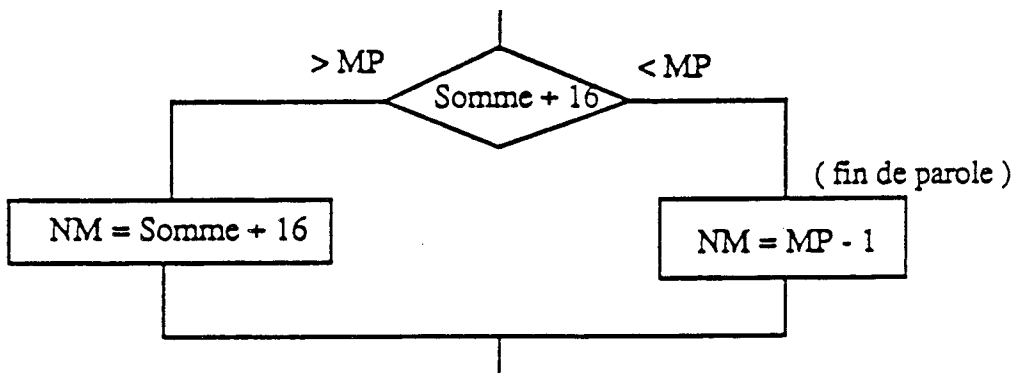 > MP
< MP
Somme + 16
( fin de parole )
NM = Somme + 16
NM = MP - 1